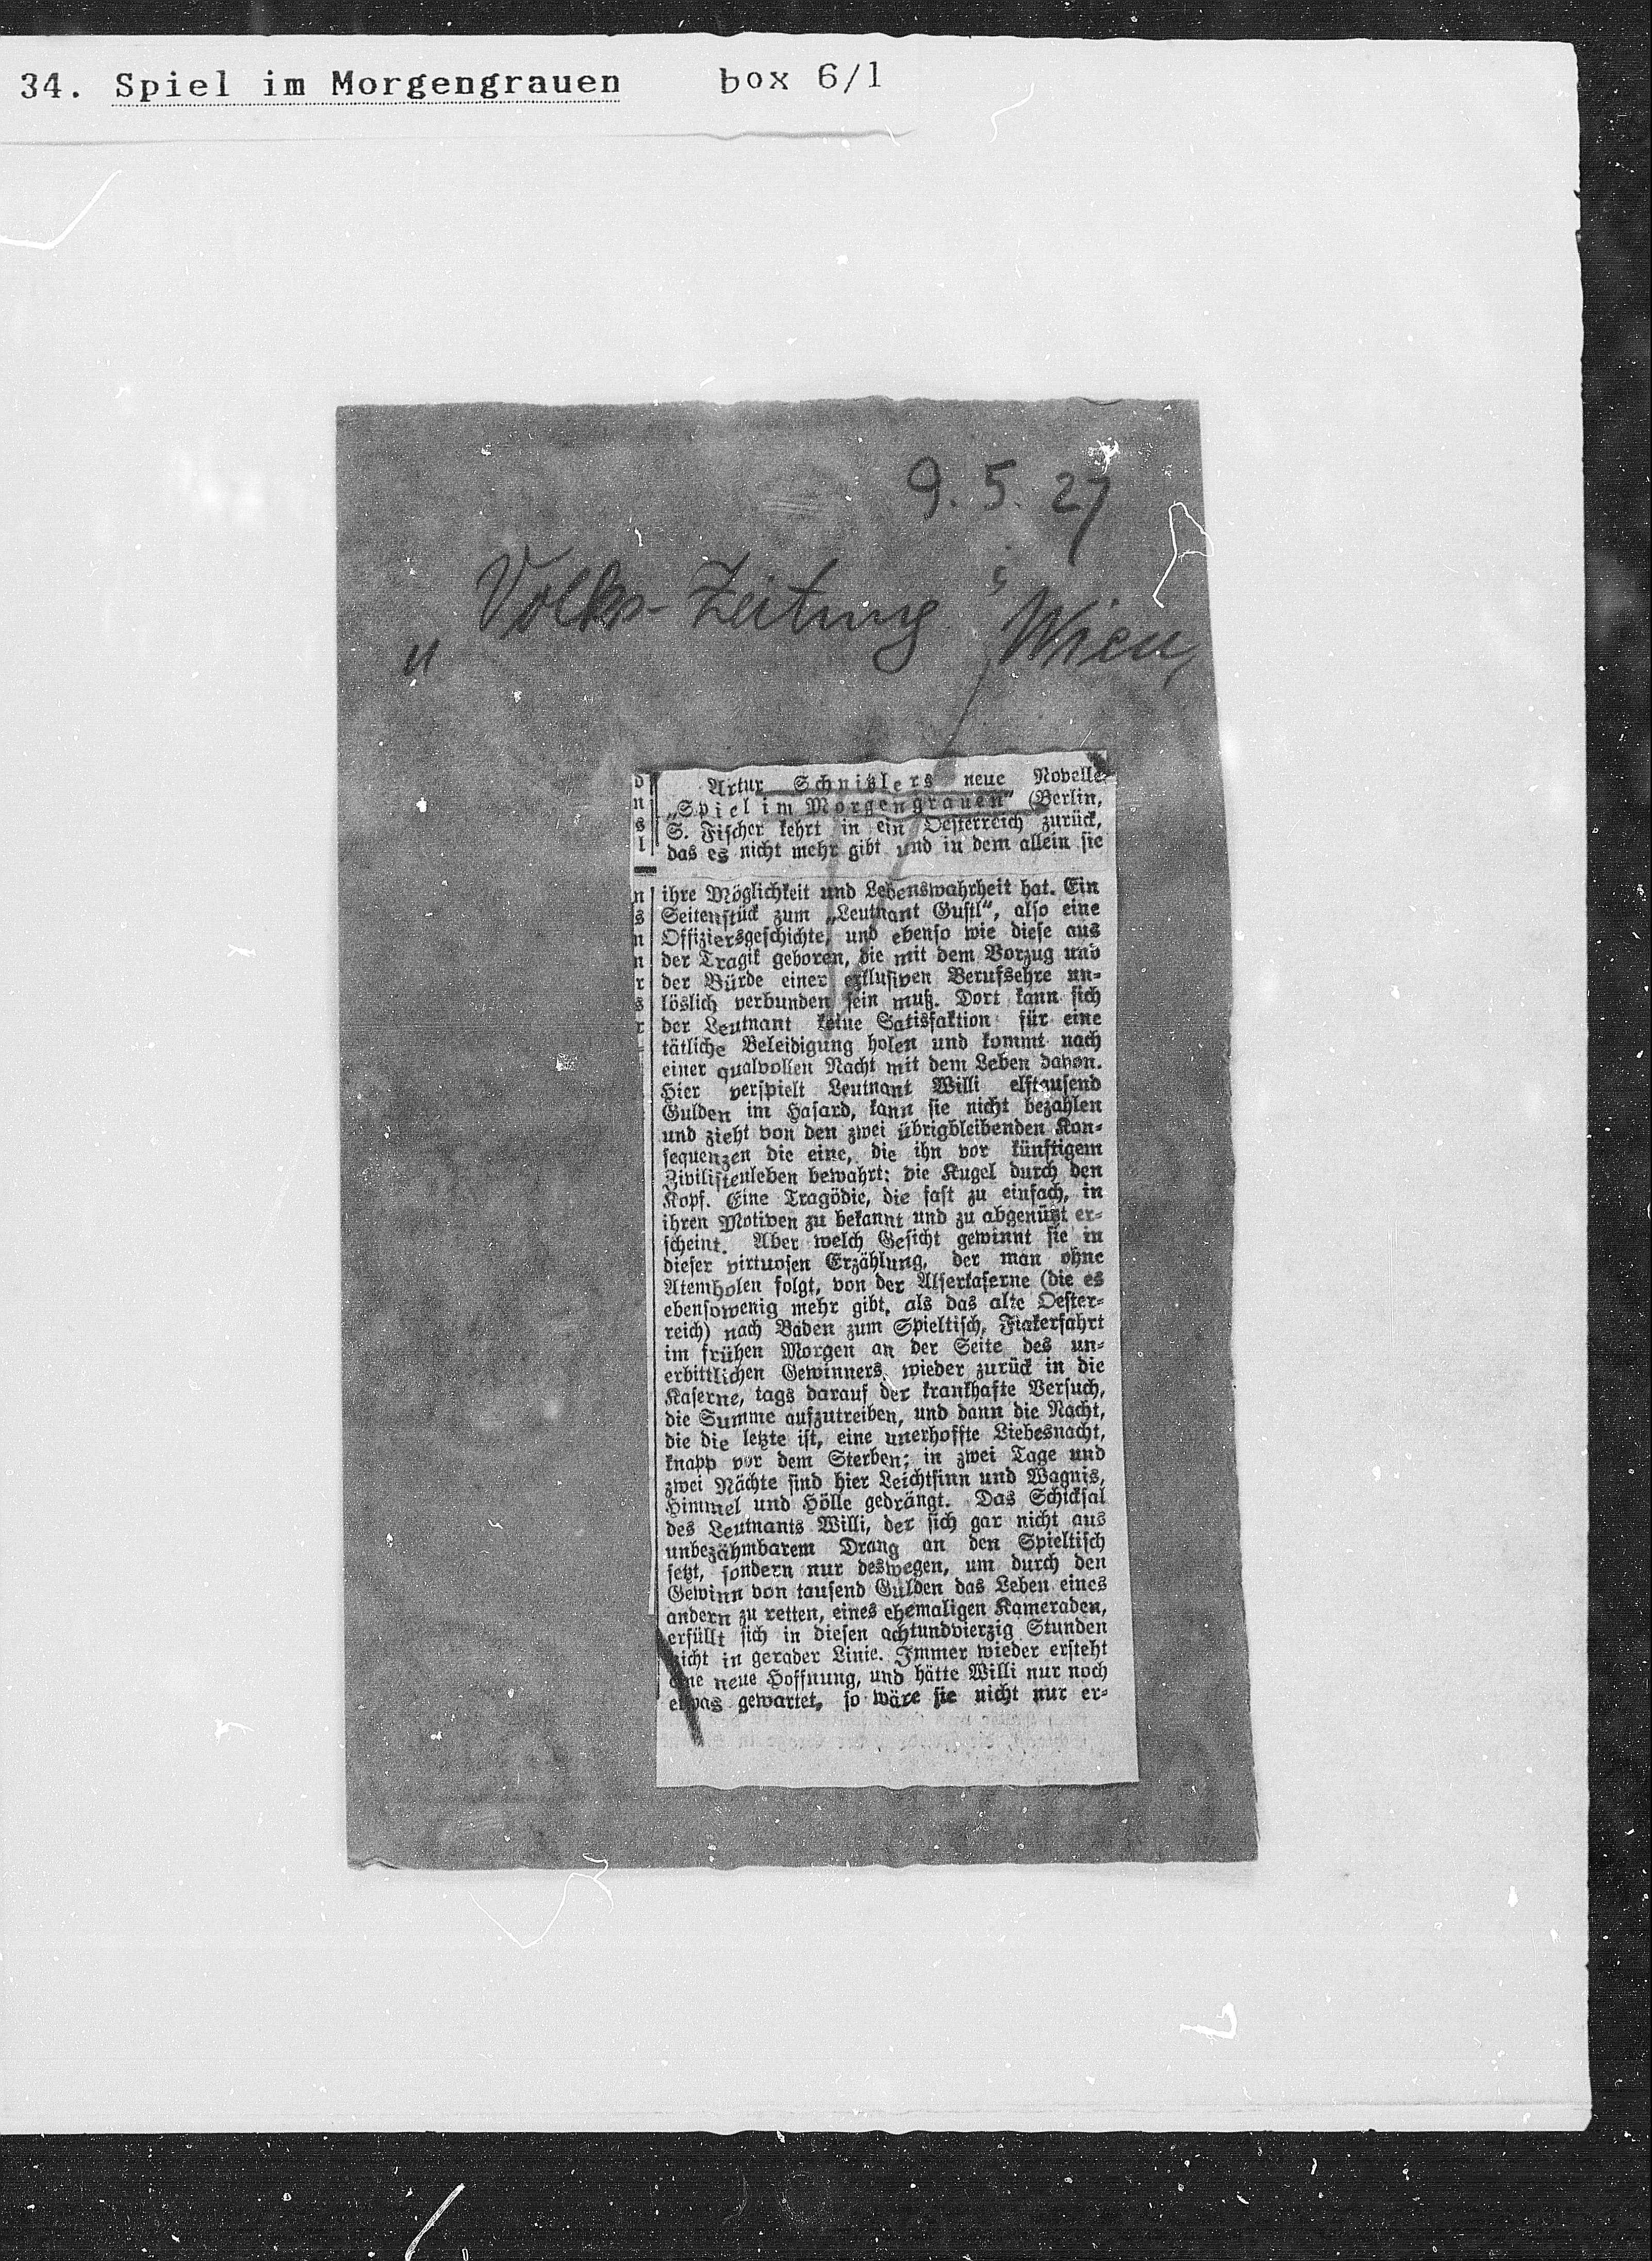 34. Spiel im Morgengrauen box 6/1
9. 5. 27
„Volks-Zeitung“ Wien,
Artur Schnitzlers neue Novelle
„Spiel im Morgengrauen“ (Berlin,
S. Fischer kehrt in ein Oesterreich zurück,
das es nicht mehr gibt und in dem allein sie
ihre Möglichkeit und Lebenswahrheit hat. Ein
Seitenstück zum „Leutnant Gustl“, also eine
Offiziersgeschichte, und ebenso wie diese aus
der Tragik geboren, die mit dem Vorzug und
der Bürde einer exklusiven Berufsehre un-
löslich verbunden sein muß. Dort kann sich
der Leutnant keine Satisfaktion für eine
tätliche Beleidigung holen und kommt nach
einer qualvollen Nacht mit dem Leben davon.
Hier verspielt Leutnant Willi elftausend
Gulden im Hasard, kann sie nicht bezahlen
und zieht von den zwei übrigbleibenden Kon-
sequenzen die eine, die ihn vor künftigem
Zivilistenleben bewahrt: die Kugel durch den
Kopf. Eine Tragödie, die fast zu einfach, in
ihren Motiven zu bekannt und zu abgenützt er-
scheint. Aber welch Gesicht gewinnt sie in
dieser virtuosen Erzählung, der man ohne
Atemholen folgt, von der Alserkaserne (die es
ebensowenig mehr gibt, als das alte Oester-
reich) nach Baden zum Spieltisch, Fiakerfahrt
im frühen Morgen an der Seite des un-
erbittlichen Gewinners, wieder zurück in die
Kaserne, tags darauf der krankhafte Versuch,
die Summe aufzutreiben, und dann die Nacht,
die die letzte ist, eine unerhoffte Liebesnacht,
knapp vor dem Sterben; in zwei Tage und
zwei Nächte sind hier Leichtsinn und Wagnis,
Himmel und Hölle gedrängt. Das Schicksal
des Leutnants Willi, der sich gar nicht aus
unbezähmbarem Drang an den Spieltisch
setzt, sondern nur deswegen, um durch den
Gewinn von tausend Gulden das Leben eines
andern zu retten, eines ehemaligen Kameraden,
erfüllt sich in diesen achtundvierzig Stunden
nicht in gerader Linie. Immer wieder ersteht
eine neue Hoffnung, und hätte Willi nur noch
etwas gewartet, so wäre sie nicht nur er-